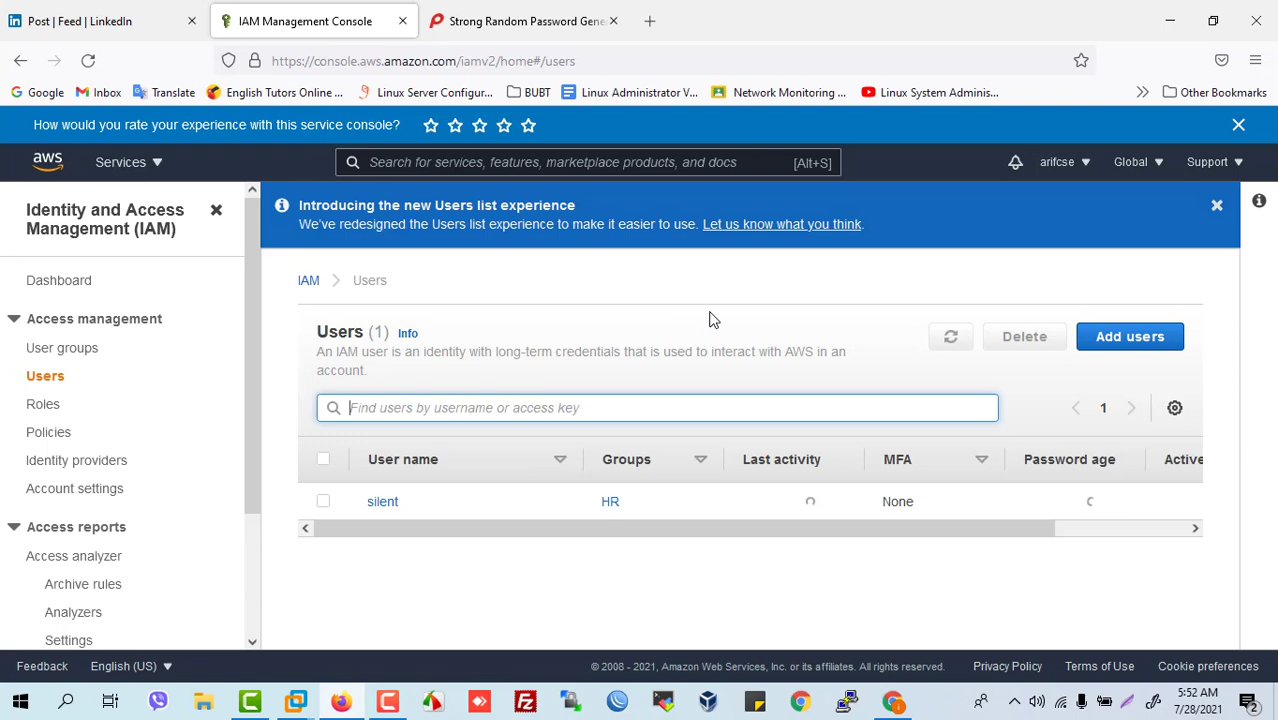 Post | Feed | LinkedIn
IAM Management Console
Strong Random Password Gene
https://console.aws.amazon.com/iamv2/home#/users
Google
Inbox
Translate
English Tutors Online ...
Linux Server Configur...
BUBT
Linux Administrator V...
Network Monitoring ...
Linux System Adminis...
Other Bookmarks
How would you rate your experience with this service console?
aws
Services
Search for services, features, marketplace products, and docs
[Alt+S]
arifcse
Global
Support
Identity and Access
Management (IAM)
Dashboard
Access management
User groups
Users
Roles
Policies
Identity providers
Account settings
Access reports
Access analyzer
Archive rules
Analyzers
Settings
Introducing the new Users list experience
We've redesigned the Users list experience to make it easier to use. Let us know what you think.
IAM
Users
Users (1) Info
An IAM user is an identity with long-term credentials that is used to interact with AWS in an
account.
Delete
Add users
Find users by username or access key
1
User name
Groups
Last activity
MFA
Password age
Active
silent
HR
None
Feedback
English (US)
© 2008 - 2021, Amazon Web Services, Inc. or its affiliates. All rights reserved.
Privacy Policy
Terms of Use
Cookie preferences
5:52 AM
7/28/2021
2